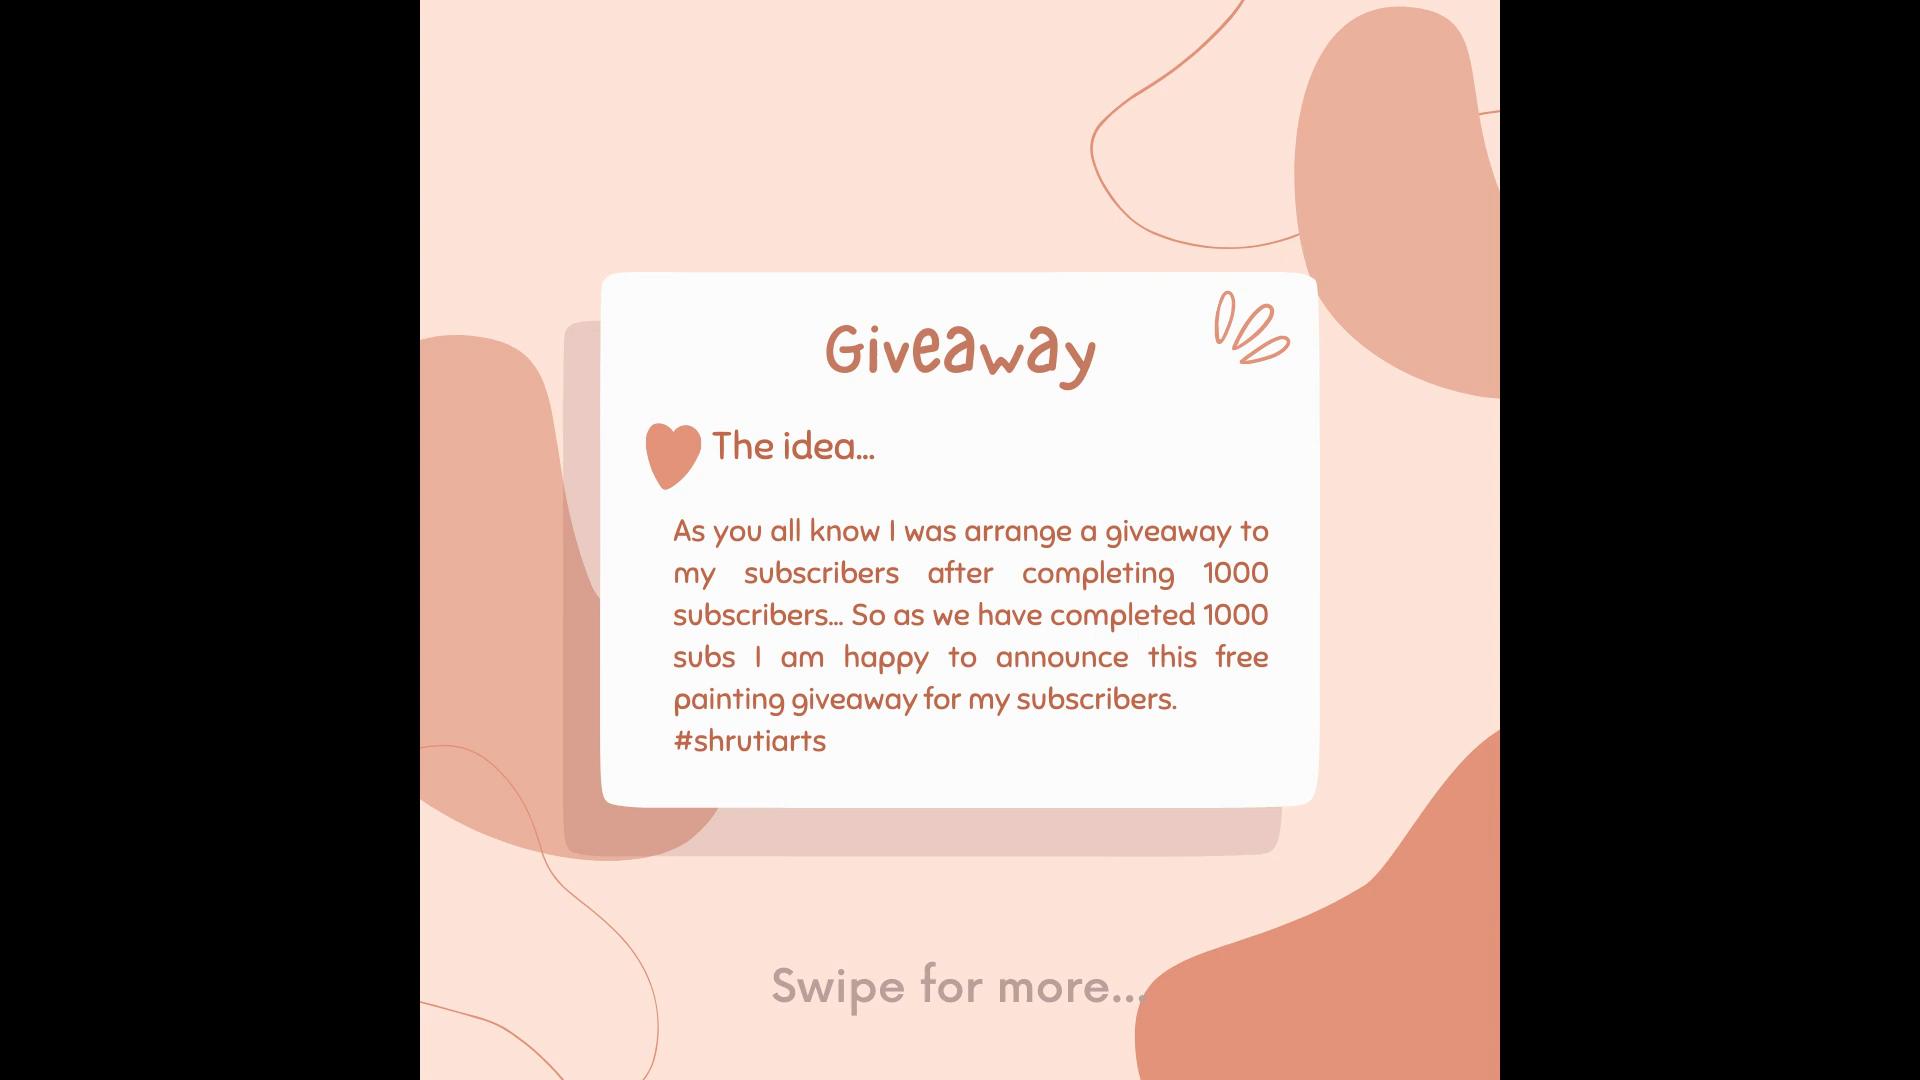 Giveaway
The idea...
As you all know I was arrange a giveaway to
my subscribers after completing 1000
subscribers... So as we have completed 1000
subs I am happy to announce this free
painting giveaway for my subscribers.
#shrutiarts
Swipe for more...